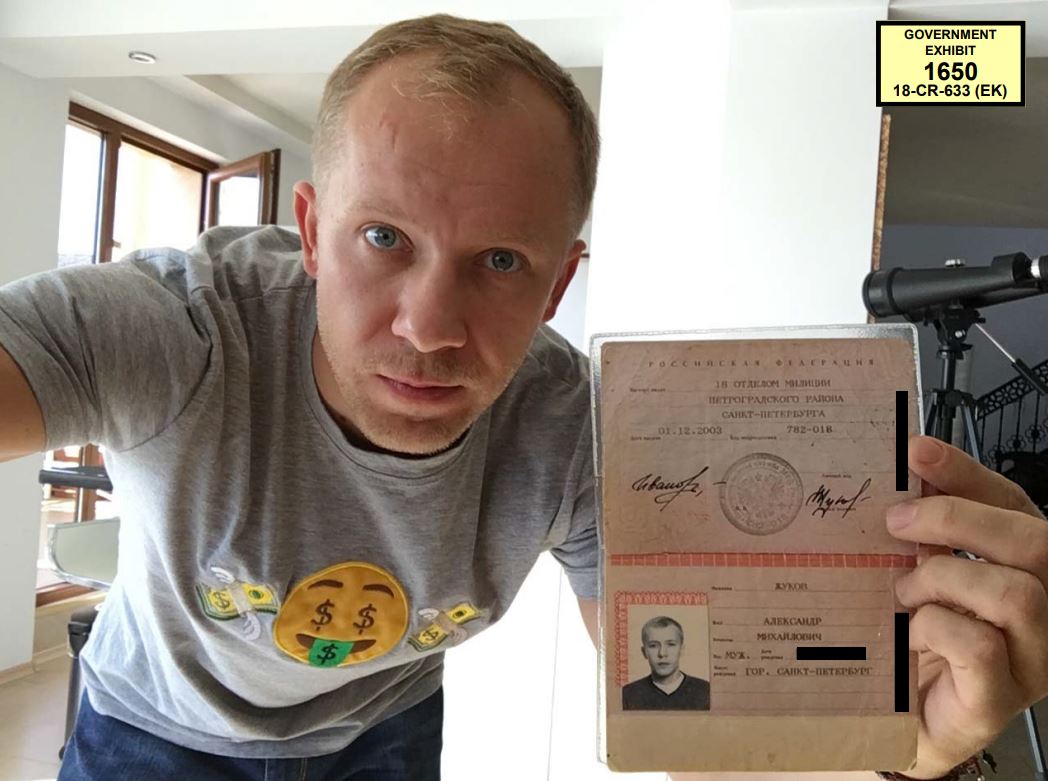 GOVERNMENT
EXHIBIT
1650
18-CR-633 (EK)
РОССИЙСКАЯ ФЕДЕРАЦИЯ
18 ОТДЕЛОМ МИЛИЦИИ
ПЕТРОГРАДСКОГО РАЙОНА
САНКТ-ПЕТЕРБУРГА
01.12.2003 782-018
ЖУКОВ
АЛЕКСАНДР
МИХАЙЛОВИЧ
МУЖ.
ГОР. САНКТ-ПЕТЕРБУРГ
$ $
$
$
$